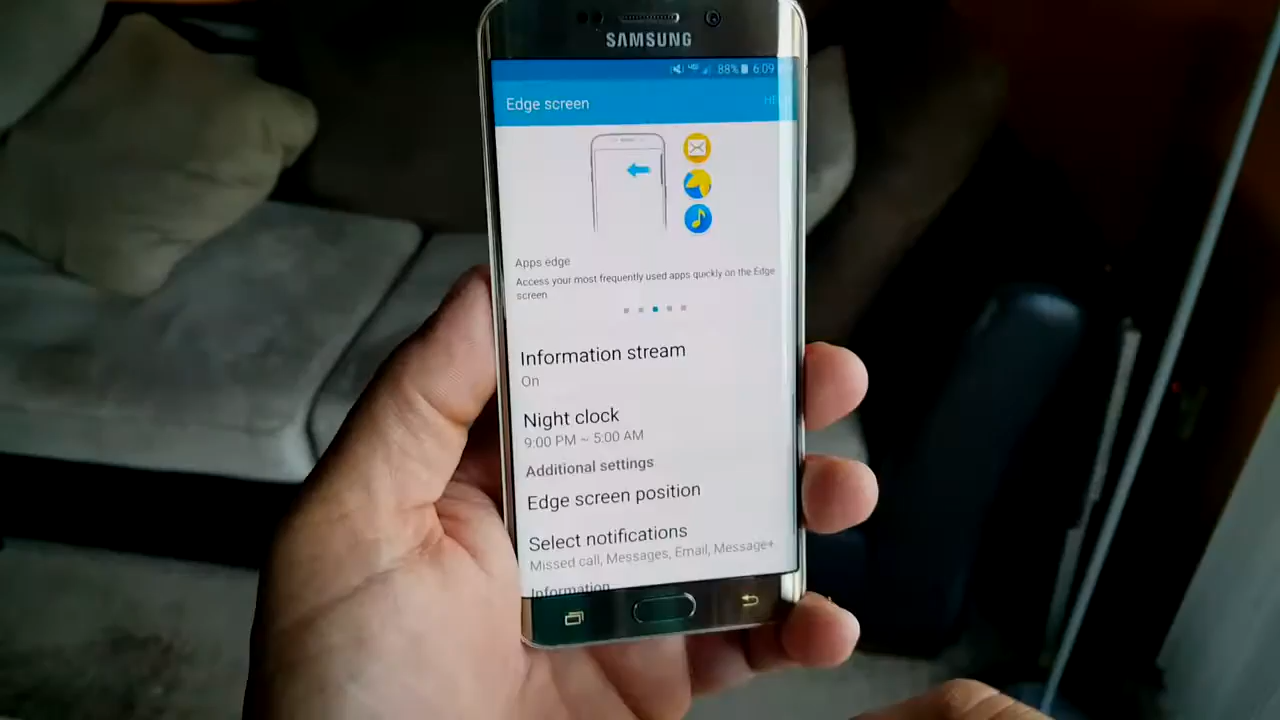 SAMSUNG
88% 6:09
Edge screen
HELP
Apps edge
Access your most frequently used apps quickly on the Edge
screen
Information stream
On
Night clock
9:00 PM ~ 5:00 AM
Additional settings
Edge screen position
Select notifications
Missed call, Messages, Email, Message+
Information